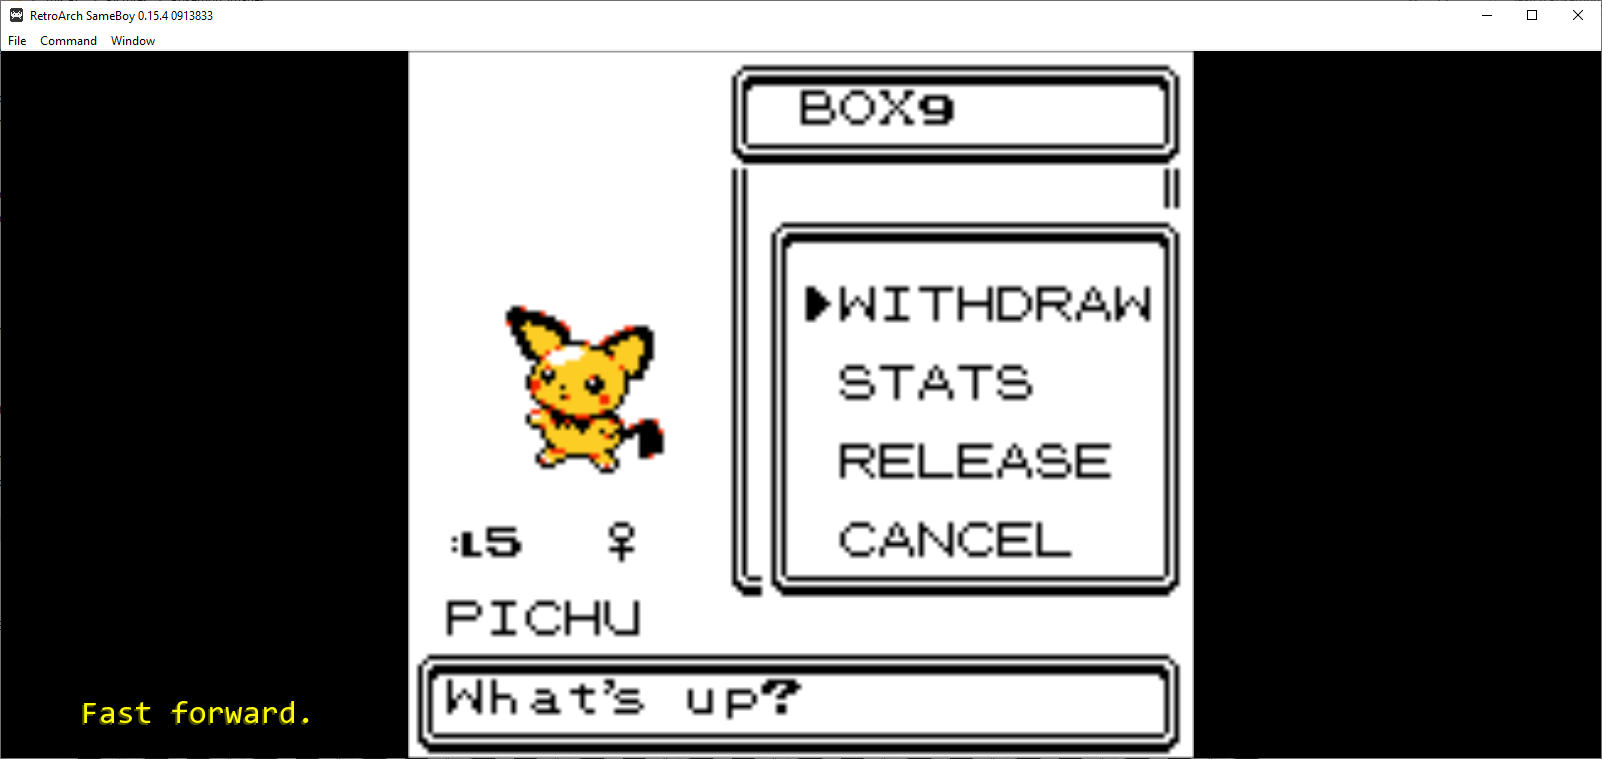 RetroArch SameBoy 0.15.4 0913833
File Command Window
BOX9
▶WITHDRAW
STATS
RELEASE
CANCEL
:L5 ♀
PICHU
What's up?
Fast forward.